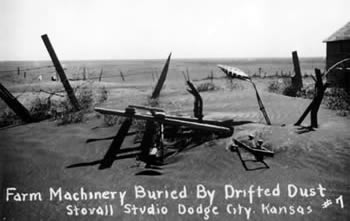 Farm Machinery Buried By Drifted Dust
Stovall Studio Dodge City, Kansas #7